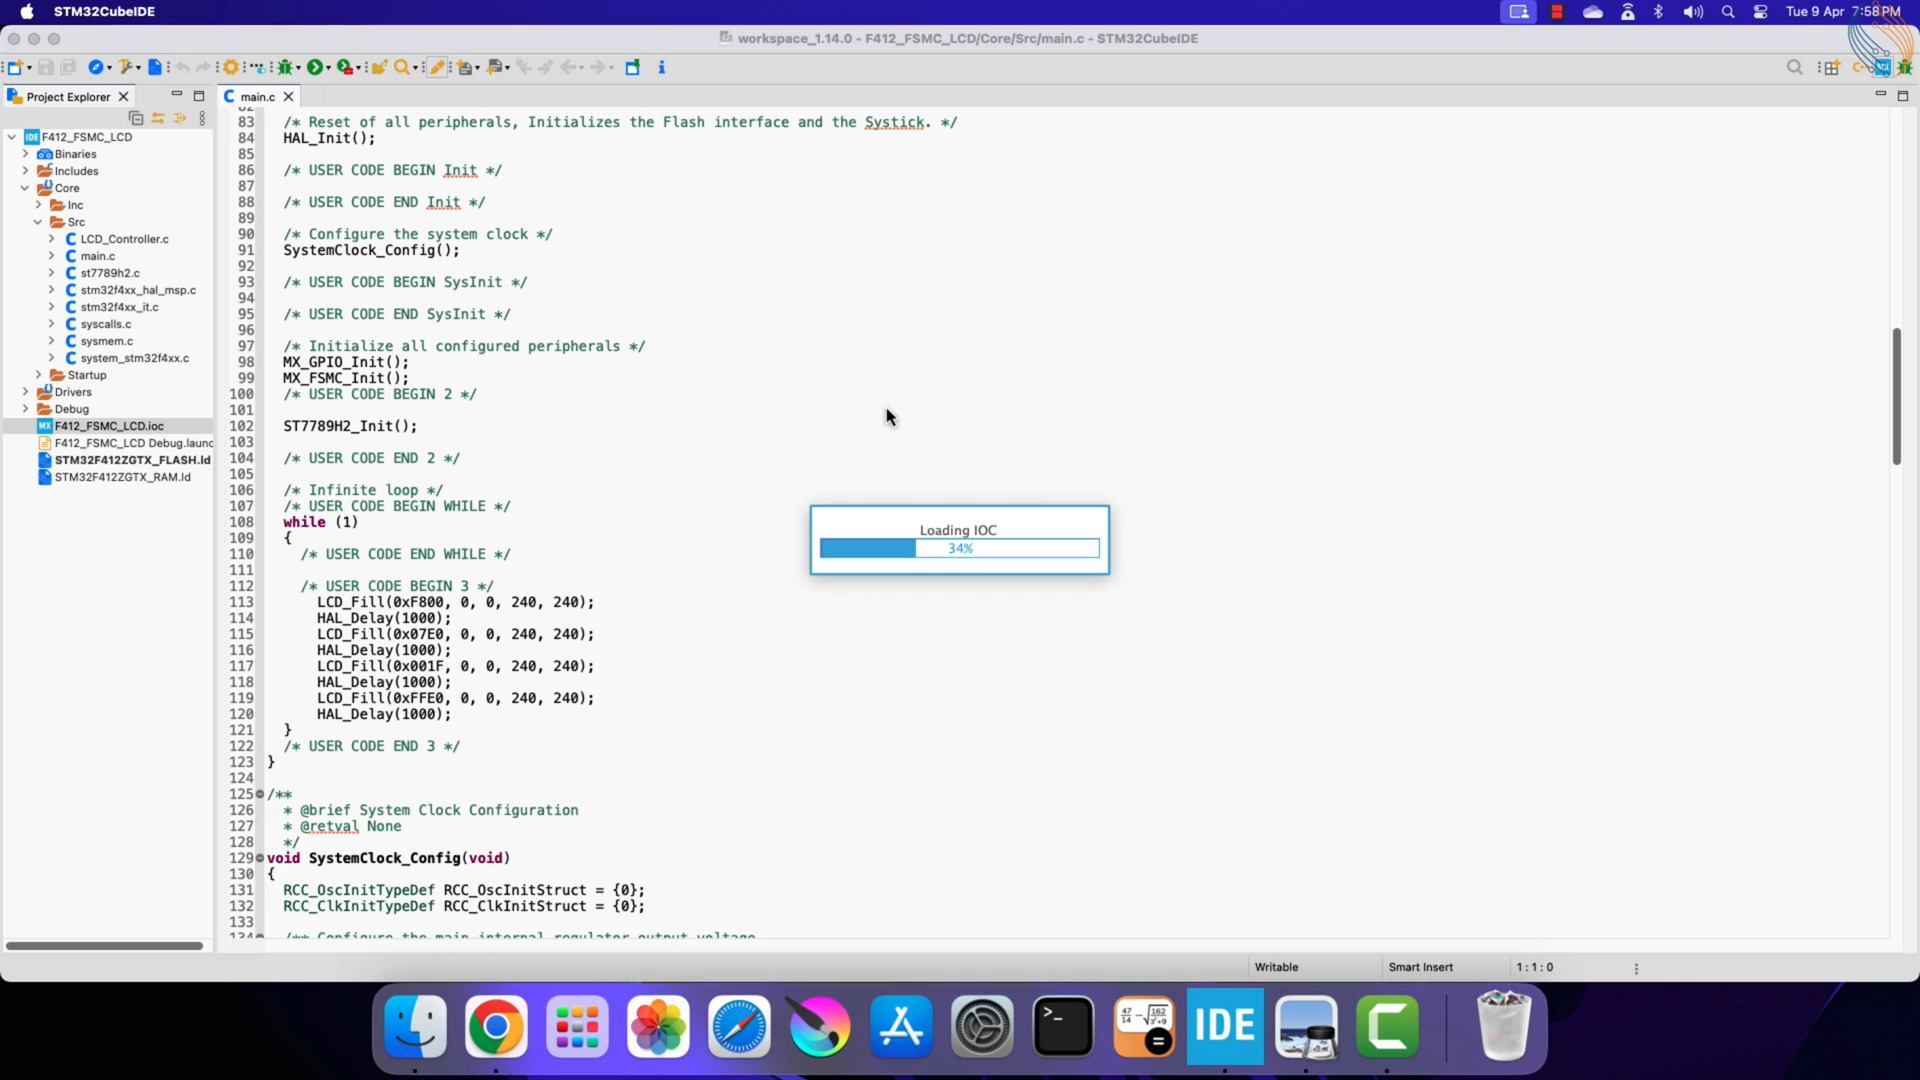 STM32CubeIDE
Tue 9 Apr 7:58PM
workspace_1.14.0 - F412_FSMC_LCD/Core/Src/main.c - STM32CubeIDE
Project Explorer
main.c
F412_FSMC_LCD
Binaries
Includes
Core
Inc
Src
LCD_Controller.c
main.c
st7789h2.c
stm32f4xx_hal_msp.c
stm32f4xx_it.c
syscalls.c
sysmem.c
system_stm32f4xx.c
Startup
Drivers
Debug
F412_FSMC_LCD.ioc
F412_FSMC_LCD Debug.launc
STM32F412ZGTX_FLASH.ld
STM32F412ZGTX_RAM.ld
82
83 /* Reset of all peripherals, Initializes the Flash interface and the Systick. */
84 HAL_Init();
85
86 /* USER CODE BEGIN Init */
87
88 /* USER CODE END Init */
89
90 /* Configure the system clock */
91 SystemClock_Config();
92
93 /* USER CODE BEGIN SysInit */
94
95 /* USER CODE END SysInit */
96
97 /* Initialize all configured peripherals */
98 MX_GPIO_Init();
99 MX_FSMC_Init();
100 /* USER CODE BEGIN 2 */
101
102 ST7789H2_Init();
103
104 /* USER CODE END 2 */
105
106 /* Infinite loop */
107 /* USER CODE BEGIN WHILE */
108 while (1)
109 {
110 /* USER CODE END WHILE */
111
112 /* USER CODE BEGIN 3 */
113 LCD_Fill(0xF800, 0, 0, 240, 240);
114 HAL_Delay(1000);
115 LCD_Fill(0x07E0, 0, 0, 240, 240);
116 HAL_Delay(1000);
117 LCD_Fill(0x001F, 0, 0, 240, 240);
118 HAL_Delay(1000);
119 LCD_Fill(0xFFE0, 0, 0, 240, 240);
120 HAL_Delay(1000);
121 }
122 /* USER CODE END 3 */
123 }
124
125 /**
126 * @brief System Clock Configuration
127 * @retval None
128 */
129 void SystemClock_Config(void)
130 {
131 RCC_OscInitTypeDef RCC_OscInitStruct = {0};
132 RCC_ClkInitTypeDef RCC_ClkInitStruct = {0};
133
134 /** Configure the main internal regulator output voltage
Loading IOC
34%
Writable
Smart Insert
1 : 1 : 0
IDE